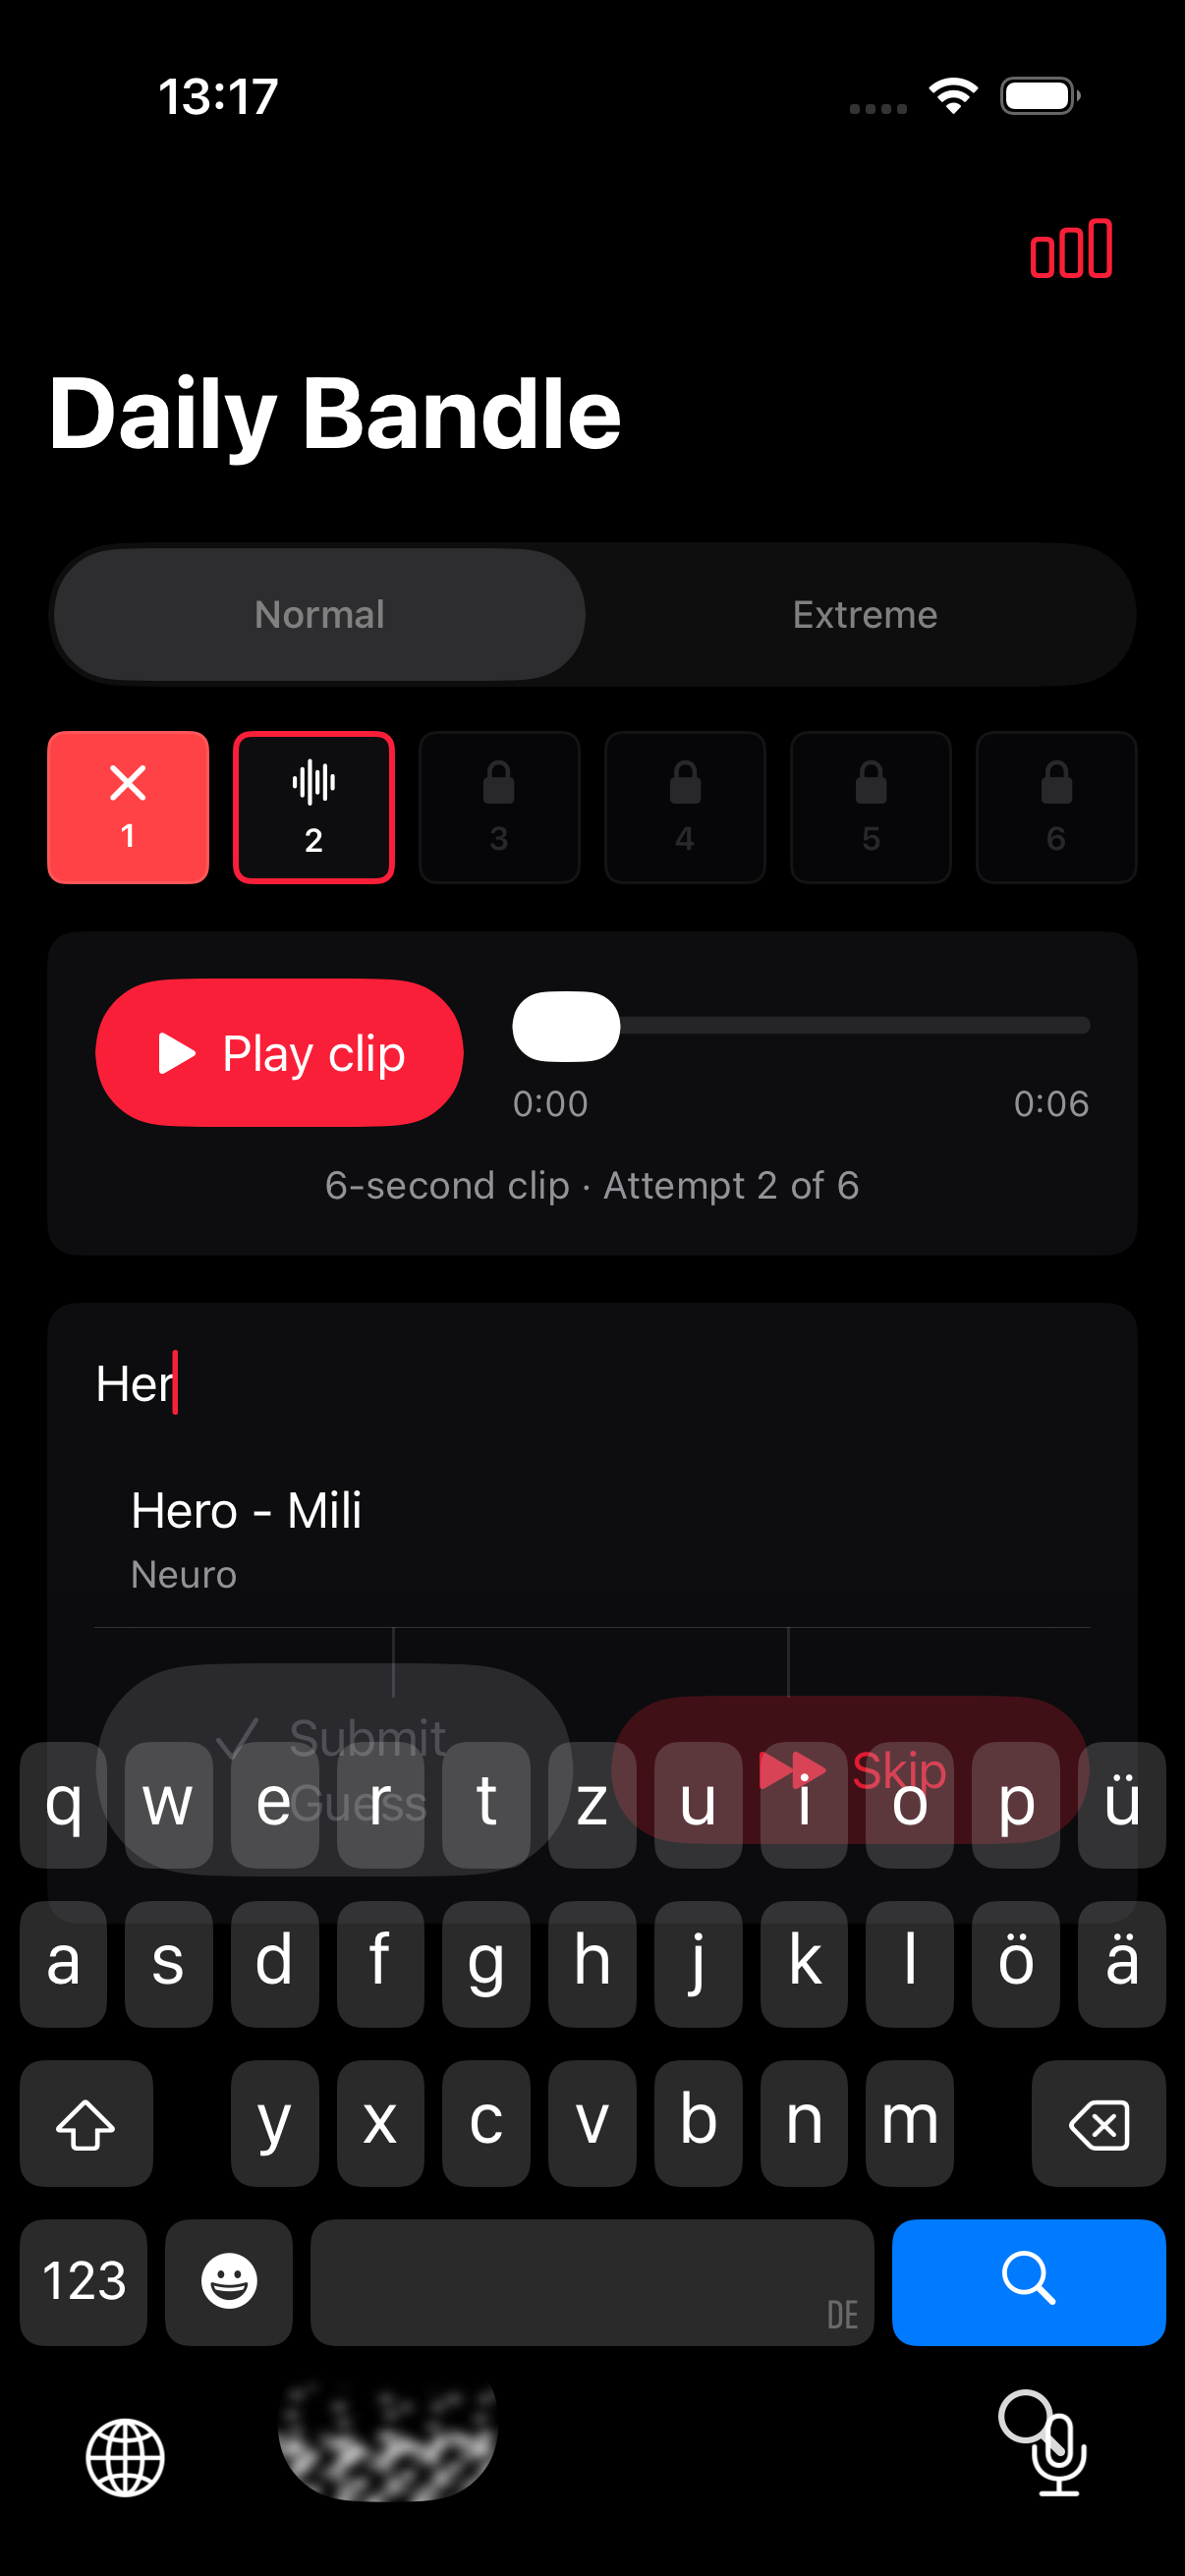 13:17
Daily Bandle
Normal Extreme
1 2 3 4 5 6
Play clip
0:00 0:06
6-second clip · Attempt 2 of 6
Her
Hero - Mili
Neuro
Submit
Guess
Skip
q w e r t z u i o p ü
a s d f g h j k l ö ä
y x c v b n m
123
DE